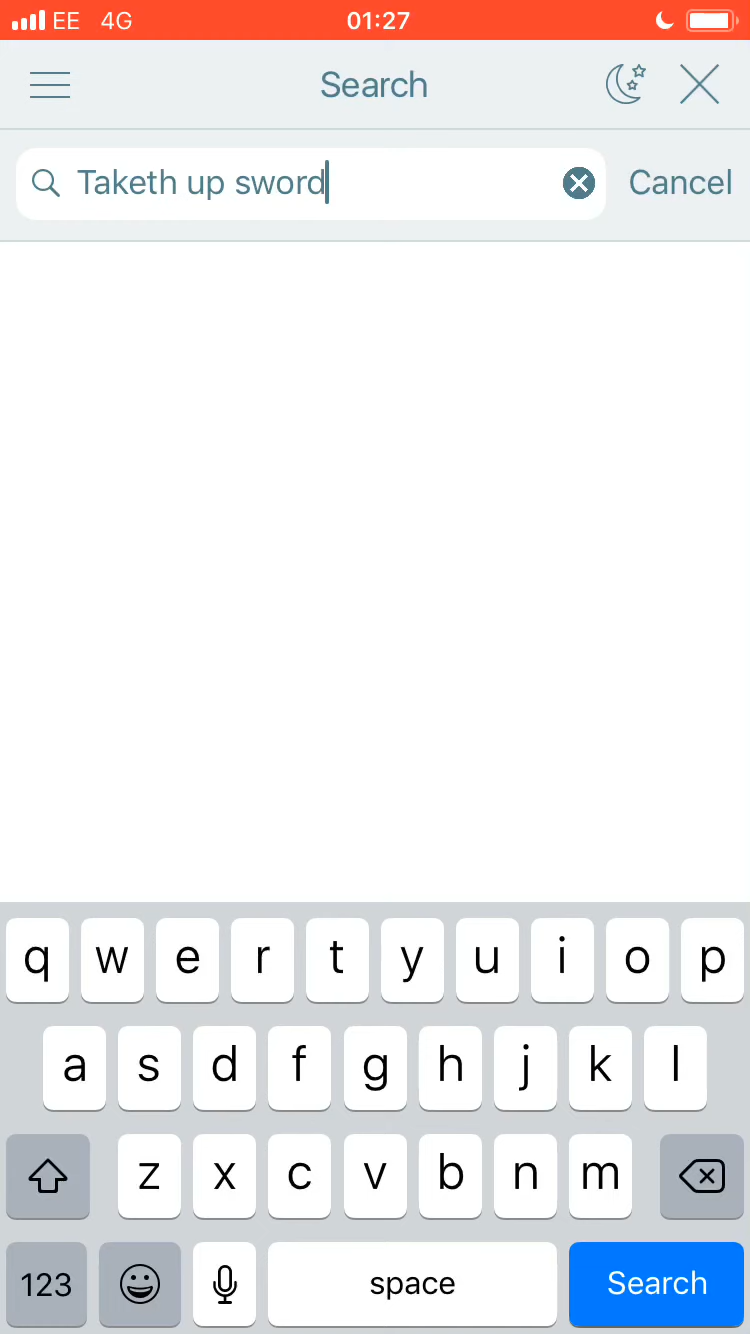 EE 4G 01:27
Search
Taketh up sword Cancel
q w e r t y u i o p
a s d f g h j k l
z x c v b n m
123 space Search